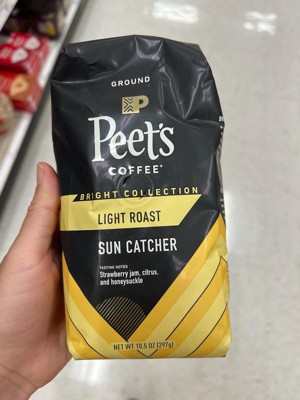 GROUND
Peet's
COFFEE®
BRIGHT COLLECTION
LIGHT ROAST
SUN CATCHER
TASTING NOTES
Strawberry jam, citrus,
and honeysuckle
NET WT 10.5 OZ (297g)